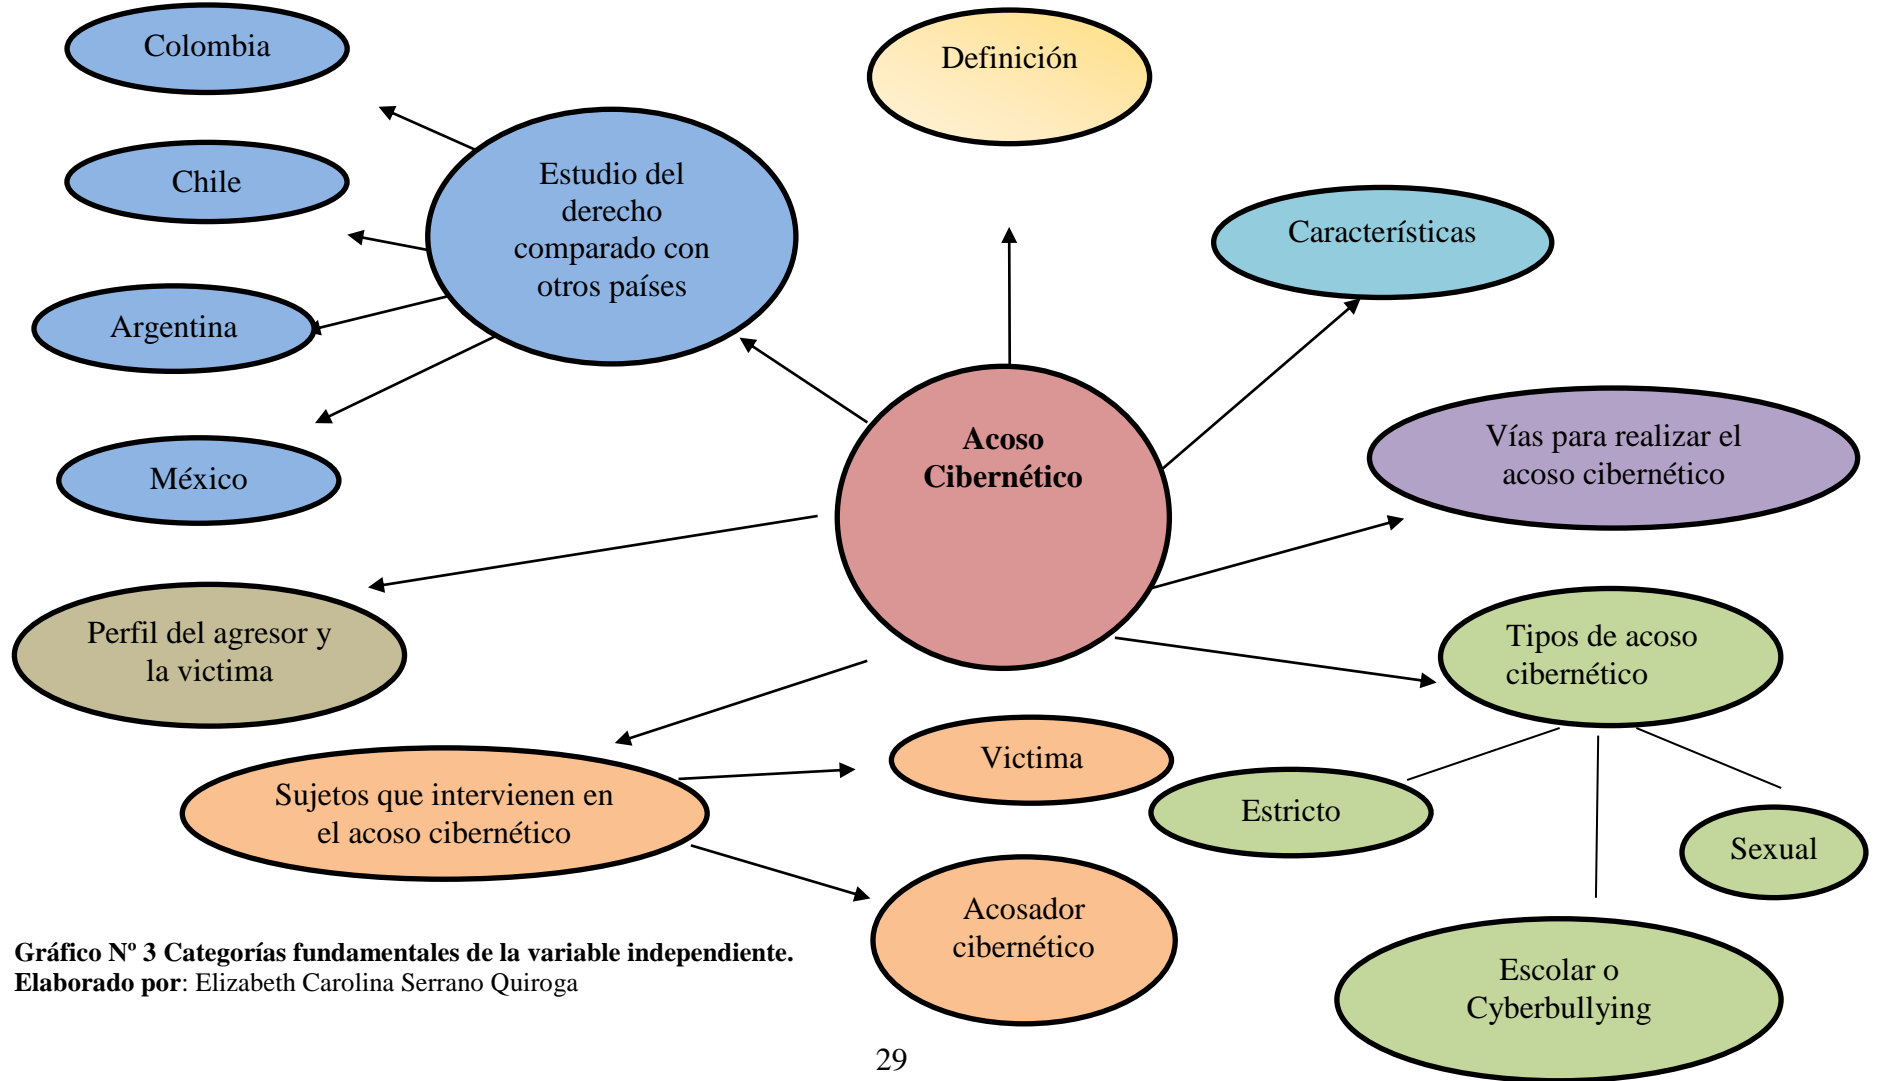 Colombia
Definición
Chile
Estudio del
derecho
comparado con
otros países
Características
Argentina
Acoso
Cibernético
Vías para realizar el
acoso cibernético
México
Perfil del agresor y
la victima
Tipos de acoso
cibernético
Victima
Sujetos que intervienen en
el acoso cibernético
Estricto
Sexual
Acosador
cibernético
Escolar o
Cyberbullying
Gráfico Nº 3 Categorías fundamentales de la variable independiente.
Elaborado por: Elizabeth Carolina Serrano Quiroga
29